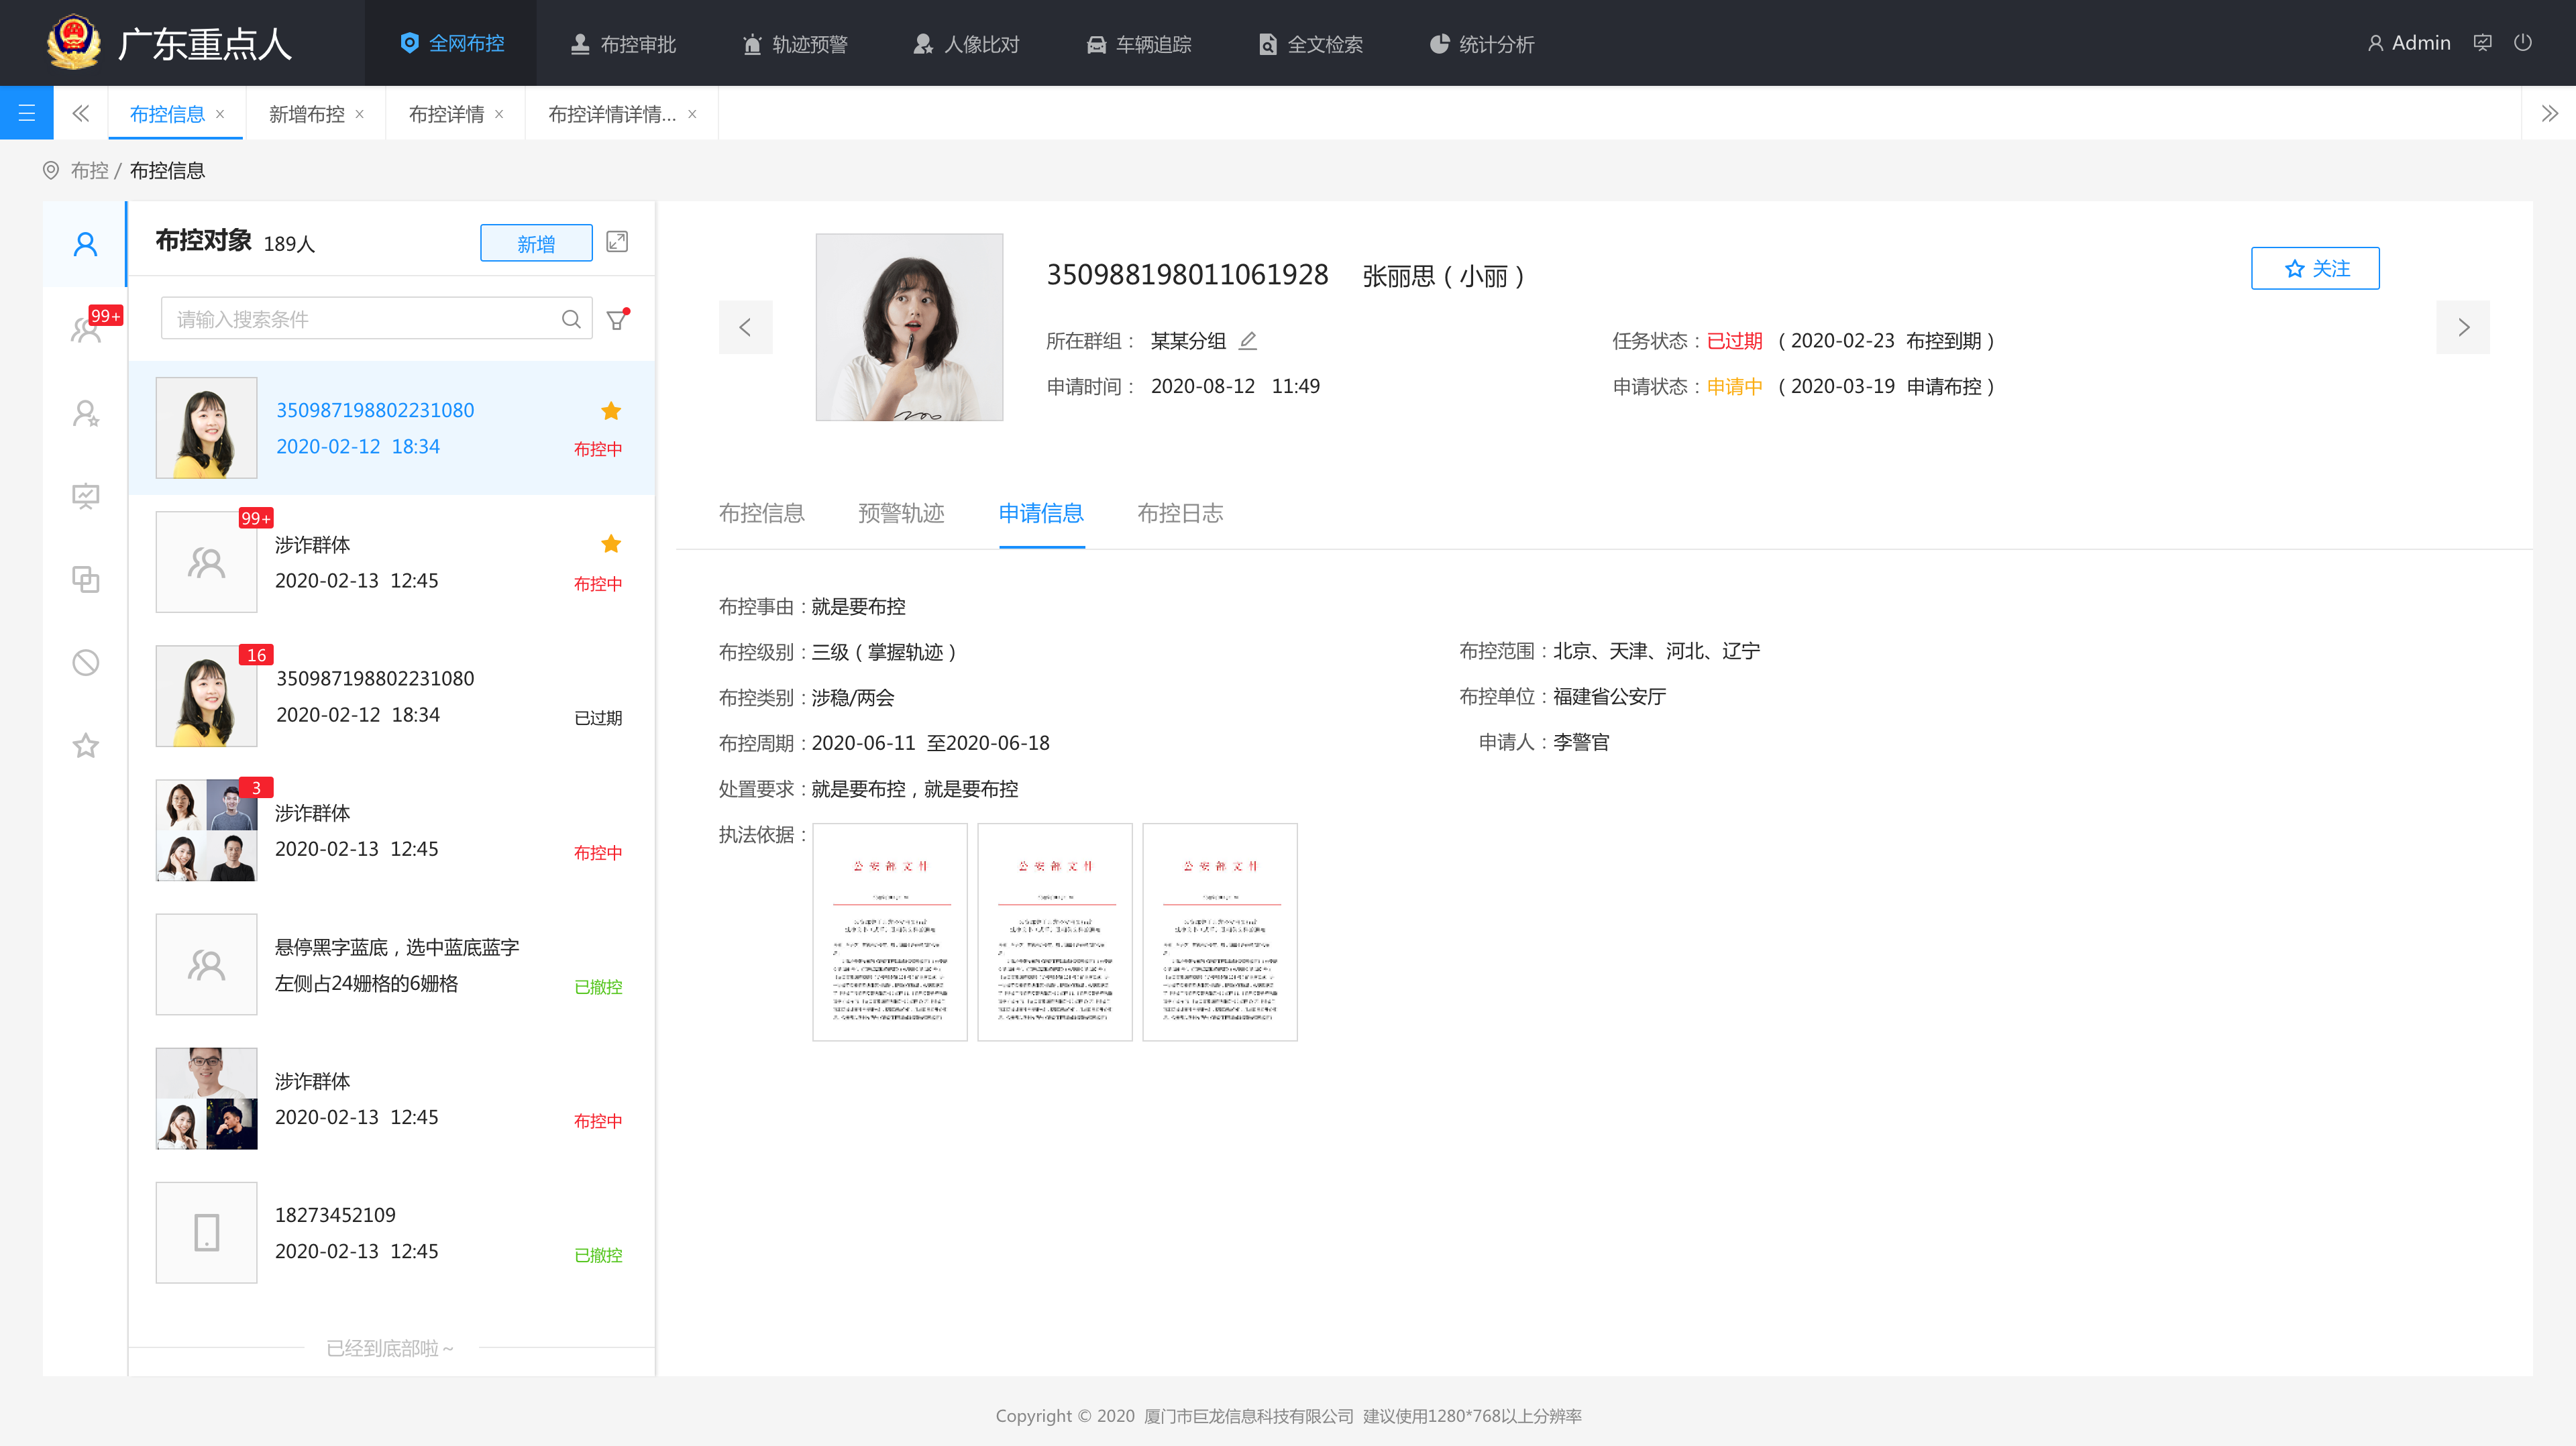 广东重点人
全网布控
布控审批
轨迹预警
人像比对
车辆追踪
全文检索
统计分析
Admin
布控信息 ×
新增布控 ×
布控详情 ×
布控详情详情... ×
布控 / 布控信息
布控对象 189人
新增
99+
请输入搜索条件
350987198802231080
2020-02-12 18:34
布控中
99+
涉诈群体
2020-02-13 12:45
布控中
16
350987198802231080
2020-02-12 18:34
已过期
3
涉诈群体
2020-02-13 12:45
布控中
悬停黑字蓝底，选中蓝底蓝字
左侧占24姗格的6姗格
已撤控
涉诈群体
2020-02-13 12:45
布控中
18273452109
2020-02-13 12:45
已撤控
已经到底部啦～
350988198011061928 张丽思（小丽）
关注
所在群组： 某某分组
任务状态：已过期 （2020-02-23 布控到期）
申请时间： 2020-08-12 11:49
申请状态：申请中 （2020-03-19 申请布控）
布控信息
预警轨迹
申请信息
布控日志
布控事由：就是要布控
布控级别：三级（掌握轨迹）
布控范围：北京、天津、河北、辽宁
布控类别：涉稳/两会
布控单位：福建省公安厅
布控周期：2020-06-11 至2020-06-18
申请人：李警官
处置要求：就是要布控，就是要布控
执法依据：
公安部文件
公安部文件
公安部文件
Copyright © 2020 厦门市巨龙信息科技有限公司 建议使用1280*768以上分辨率